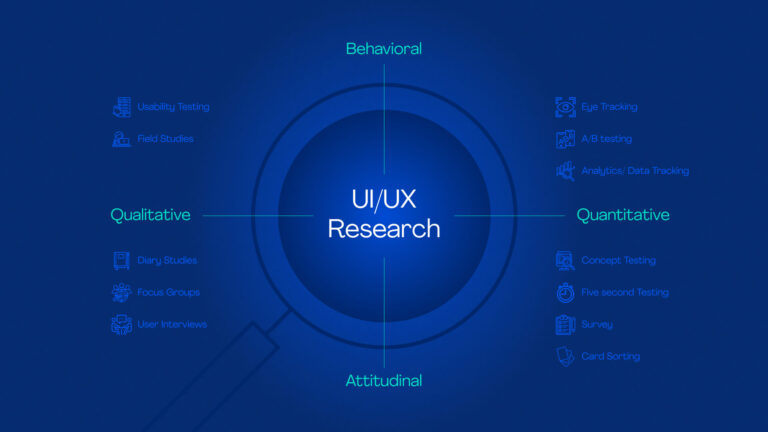 Behavioral
Usability Testing
Field Studies
Eye Tracking
A/B testing
Analytics/ Data Tracking
Qualitative
UI/UX
Research
Quantitative
Diary Studies
Focus Groups
User Interviews
Concept Testing
Five second Testing
Survey
Card Sorting
Attitudinal